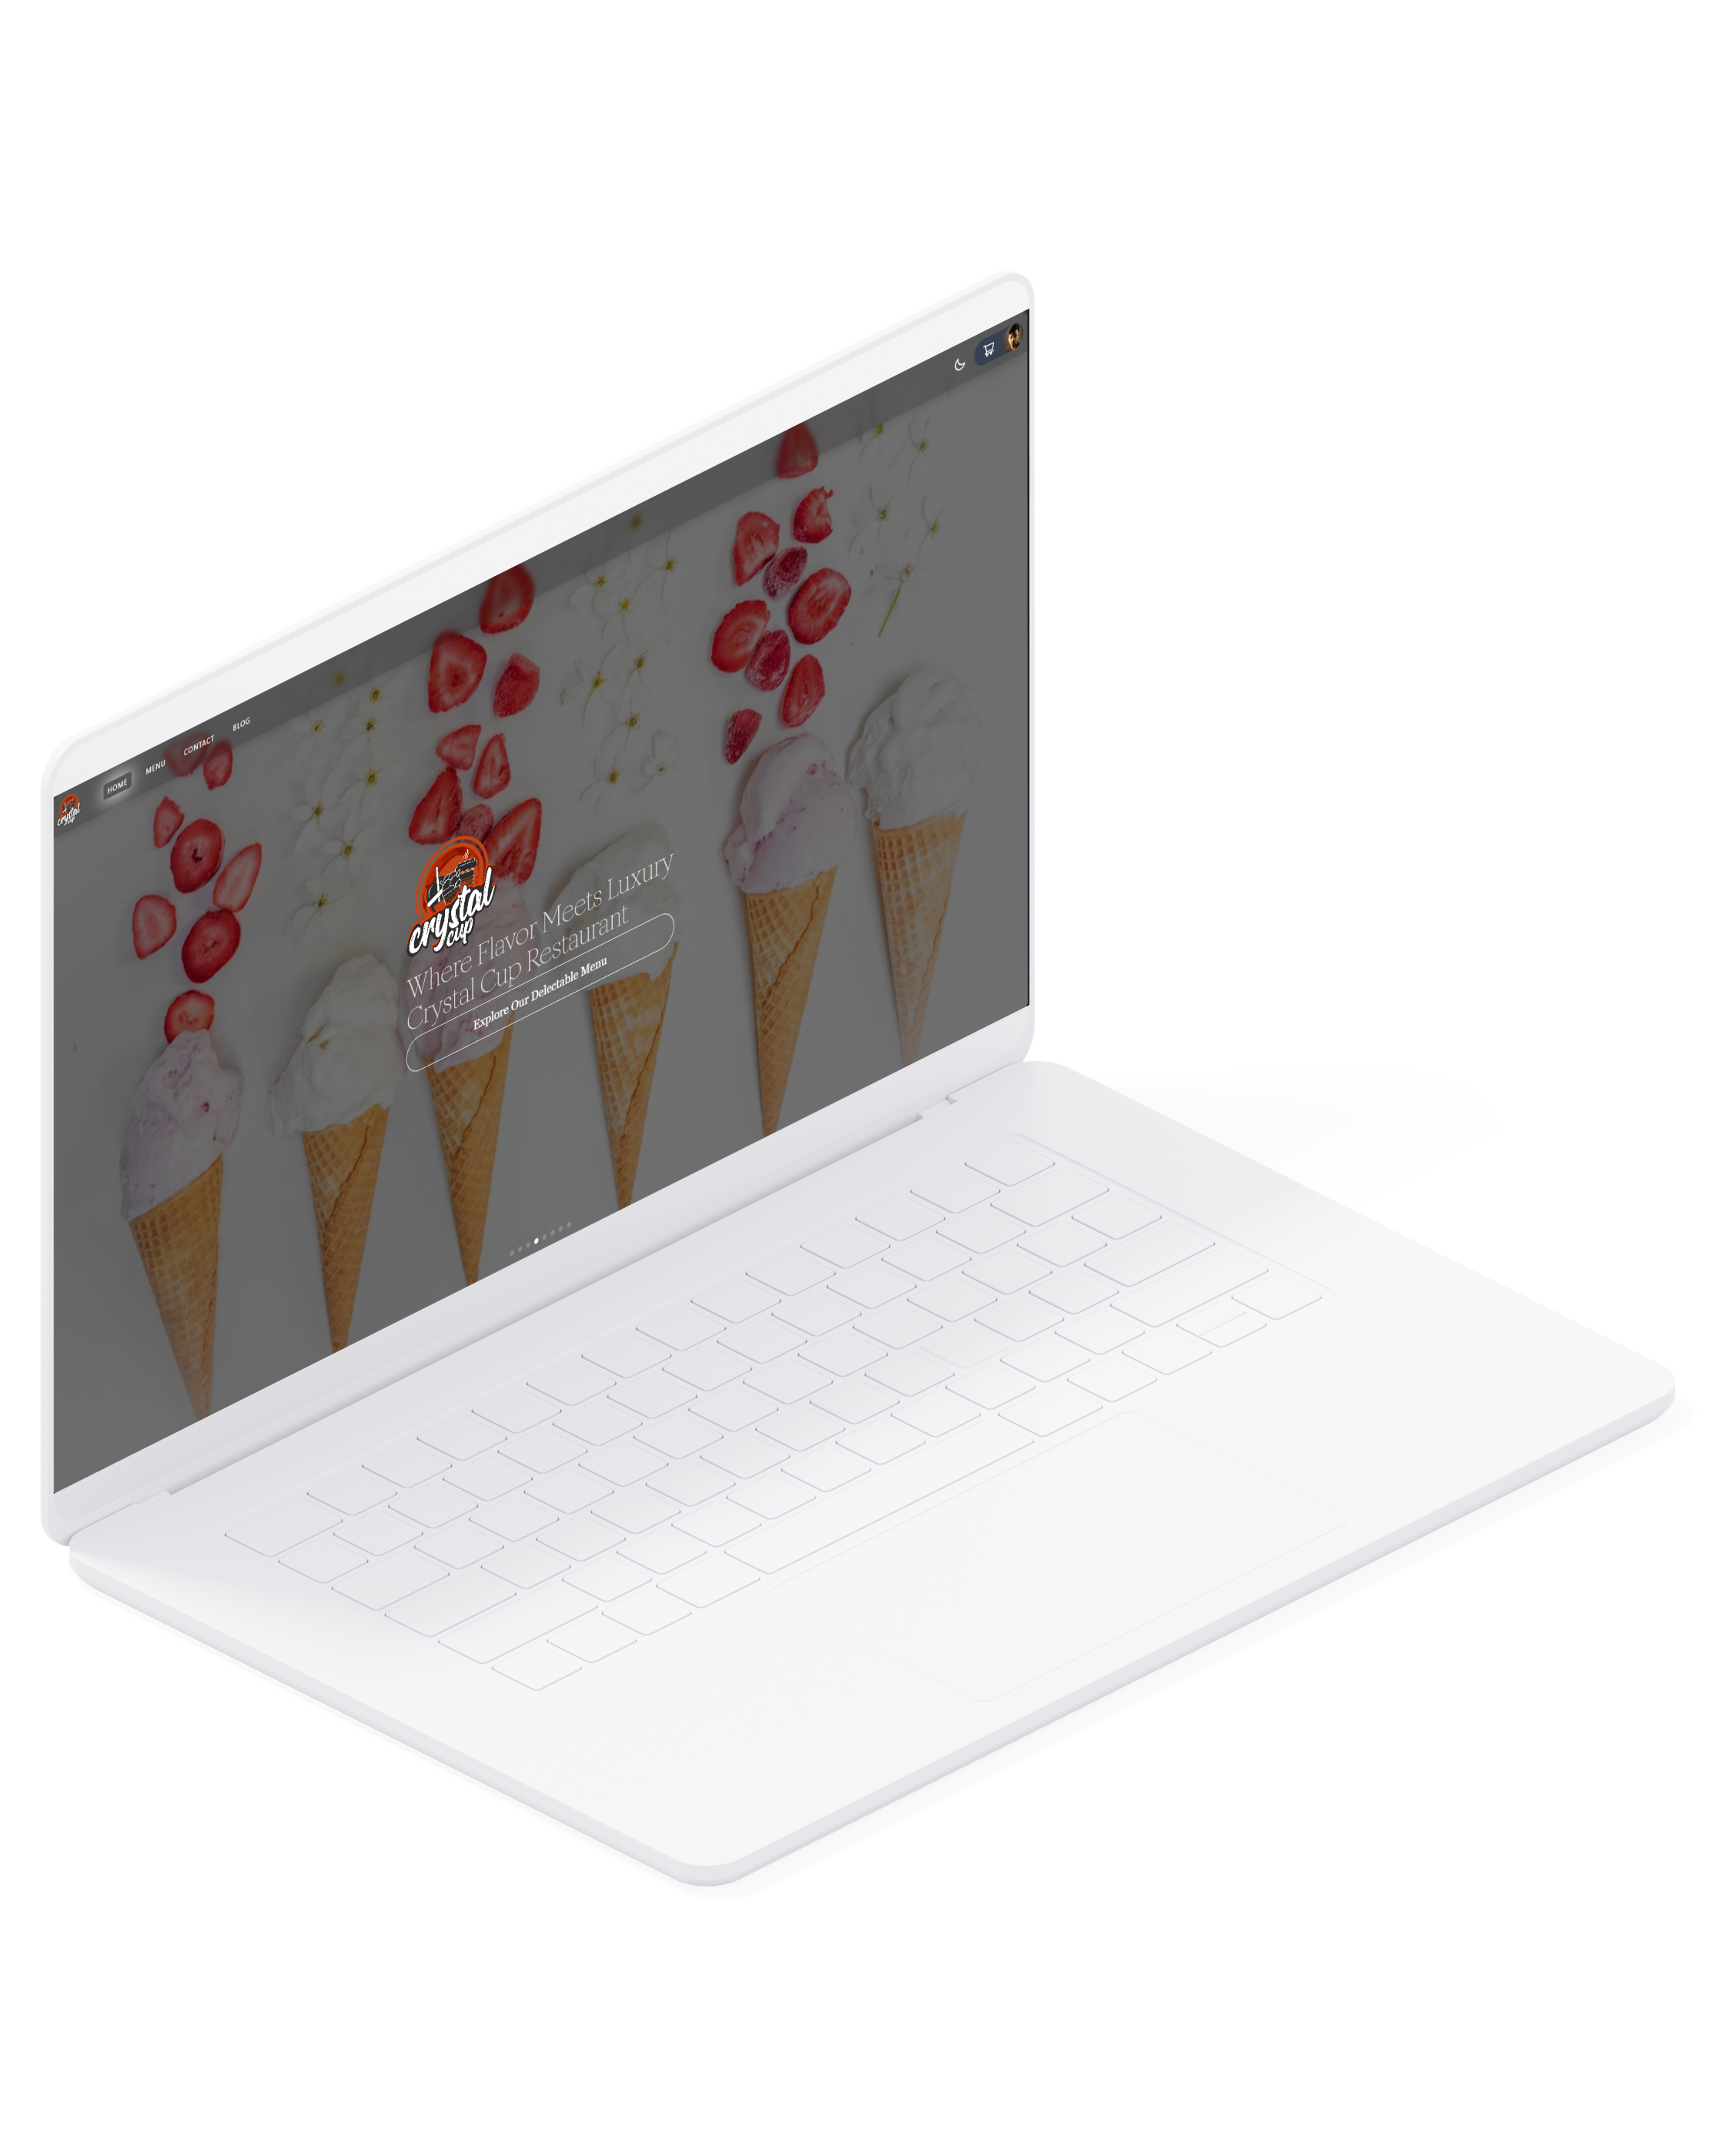 crystal
cup
HOME
MENU
CONTACT
BLOG
crystal
cup
Where Flavor Meets Luxury
Crystal Cup Restaurant
Explore Our Delectable Menu